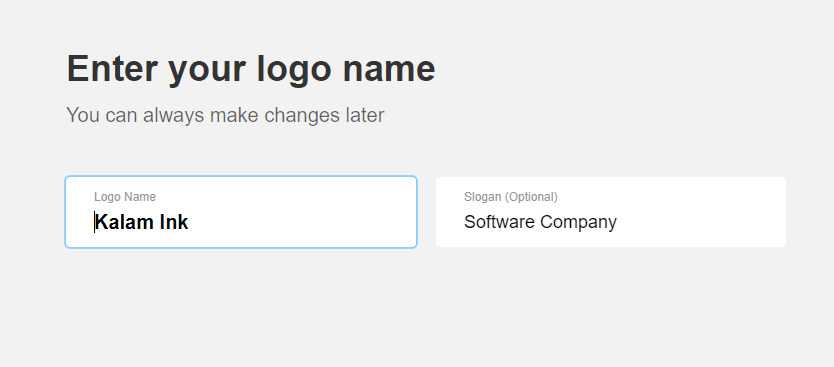 Enter your logo name
You can always make changes later
Logo Name
Kalam Ink
Slogan (Optional)
Software Company